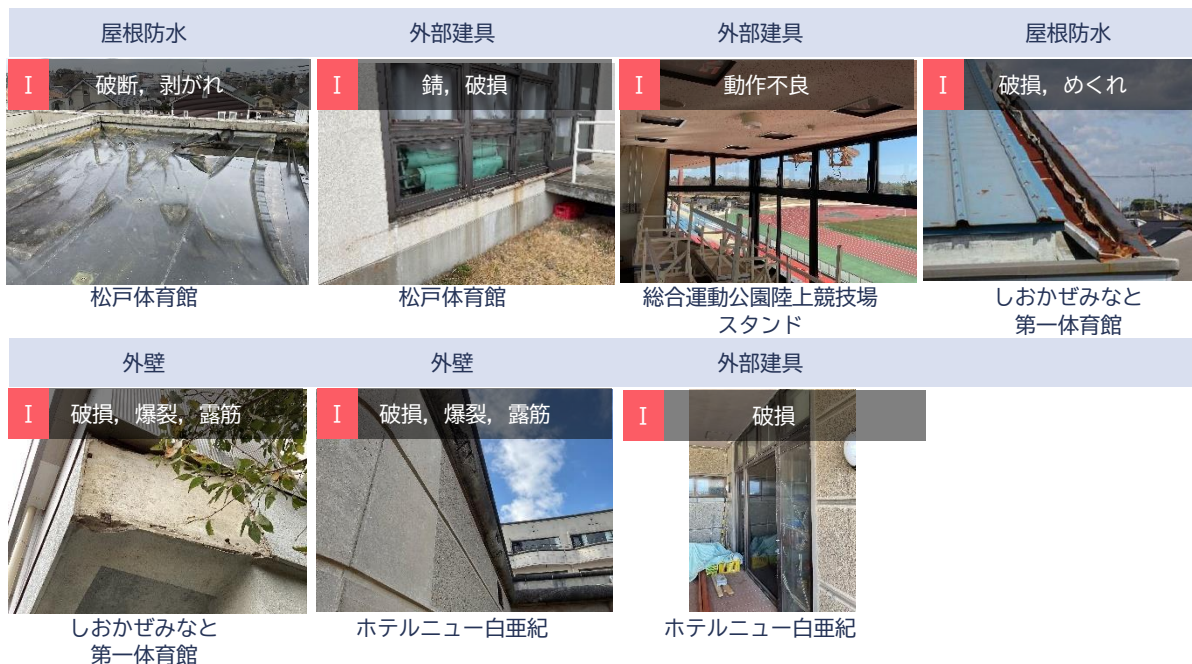 屋根防水
外部建具
外部建具
屋根防水
I 破断，剥がれ
I 錆，破損
I 動作不良
I 破損，めくれ
松戸体育館
松戸体育館
総合運動公園陸上競技場
スタンド
しおかぜみなと
第一体育館
外壁
外壁
外部建具
I 破損，爆裂，露筋
I 破損，爆裂，露筋
I 破損
しおかぜみなと
第一体育館
ホテルニュー白亜紀
ホテルニュー白亜紀